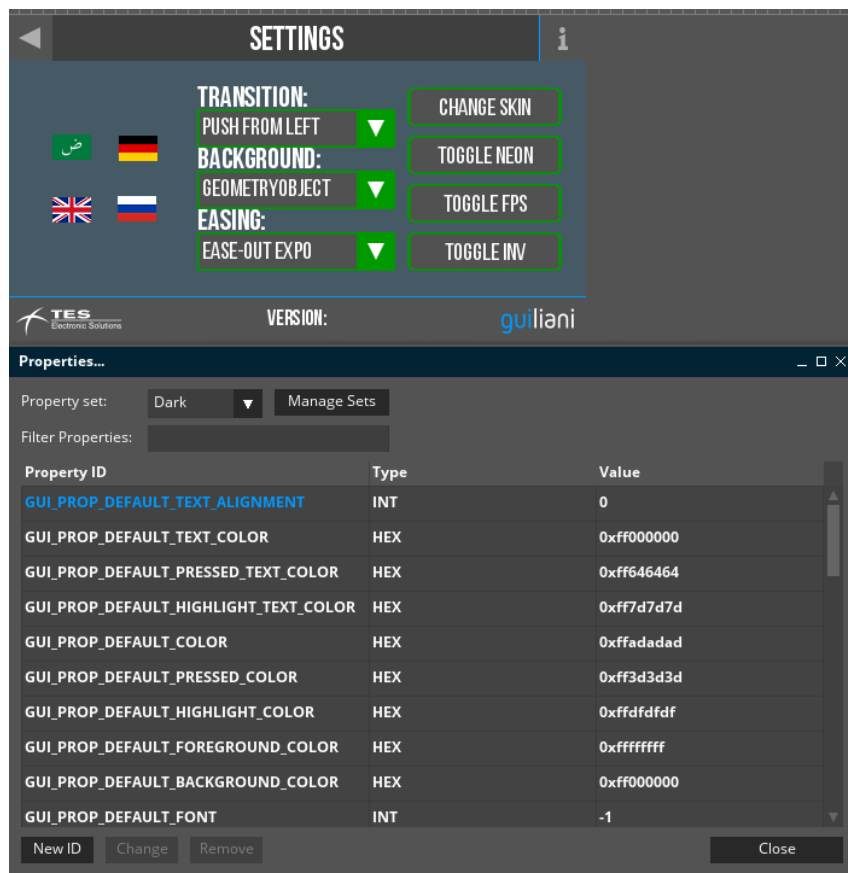 SETTINGS
i
TRANSITION:
PUSH FROM LEFT
BACKGROUND:
GEOMETRYOBJECT
EASING:
EASE-OUT EXPO
CHANGE SKIN
TOGGLE NEON
TOGGLE FPS
TOGGLE INV
ض
TES
Electronic Solutions
VERSION:
guiliani
Properties...
Property set: Dark Manage Sets
Filter Properties:
Property ID Type Value
GUI_PROP_DEFAULT_TEXT_ALIGNMENT INT 0
GUI_PROP_DEFAULT_TEXT_COLOR HEX 0xff000000
GUI_PROP_DEFAULT_PRESSED_TEXT_COLOR HEX 0xff646464
GUI_PROP_DEFAULT_HIGHLIGHT_TEXT_COLOR HEX 0xff7d7d7d
GUI_PROP_DEFAULT_COLOR HEX 0xffadadad
GUI_PROP_DEFAULT_PRESSED_COLOR HEX 0xff3d3d3d
GUI_PROP_DEFAULT_HIGHLIGHT_COLOR HEX 0xffdfdfdf
GUI_PROP_DEFAULT_FOREGROUND_COLOR HEX 0xffffffff
GUI_PROP_DEFAULT_BACKGROUND_COLOR HEX 0xff000000
GUI_PROP_DEFAULT_FONT INT -1
New ID Change Remove Close